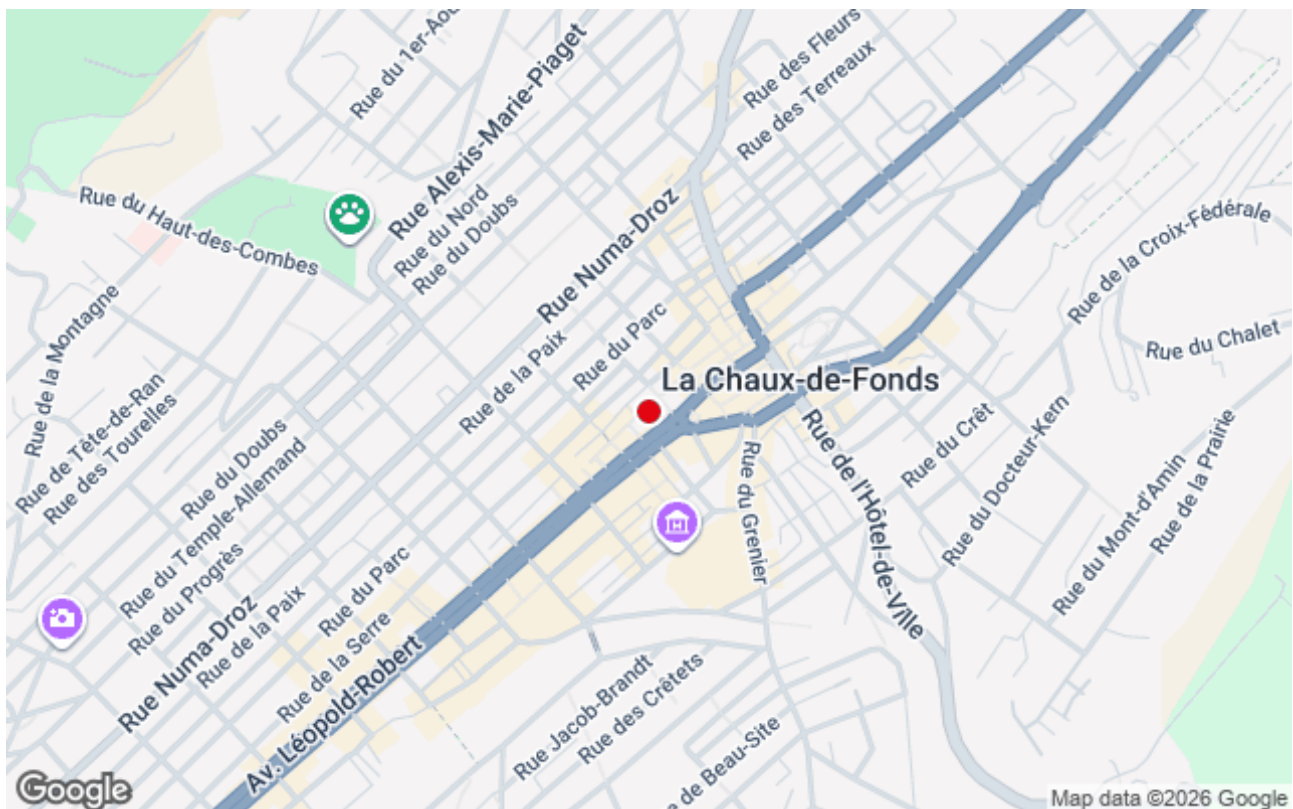 Rue du 1er-Aoû
Rue Alexis-Marie-Piaget
Rue des Fleurs
Rue des Terreaux
Rue du Haut-des-Combes
Rue du Nord
Rue du Doubs
Rue Numa-Droz
Rue de la Croix-Fédérale
Rue de la Montagne
Rue de la Paix
Rue du Parc
Rue du Chalet
La Chaux-de-Fonds
Rue de Tête-de-Ran
Rue des Tourelles
Rue du Doubs
Rue du Temple-Allemand
Rue du Progrès
Rue du Crêt
Rue du Docteur-Kern
Rue de l'Hôtel-de-Ville
Rue du Grenier
Rue du Mont-d'Amin
Rue de la Prairie
Rue Numa-Droz
Rue de la Paix
Rue du Parc
Rue de la Serre
Av. Léopold-Robert
Rue Jacob-Brandt
Rue des Crêtets
de Beau-Site
Google
Map data ©2026 Google